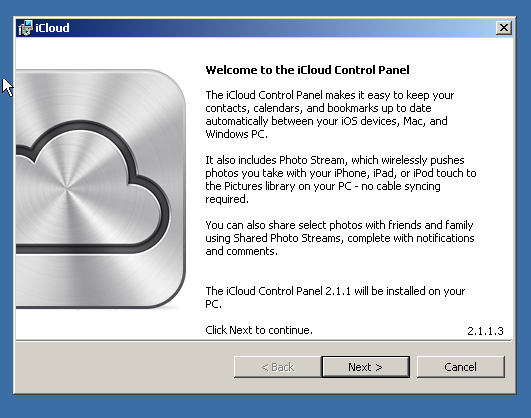 iCloud
Welcome to the iCloud Control Panel
The iCloud Control Panel makes it easy to keep your
contacts, calendars, and bookmarks up to date
automatically between your iOS devices, Mac, and
Windows PC.
It also includes Photo Stream, which wirelessly pushes
photos you take with your iPhone, iPad, or iPod touch to
the Pictures library on your PC - no cable syncing
required.
You can also share select photos with friends and family
using Shared Photo Streams, complete with notifications
and comments.
The iCloud Control Panel 2.1.1 will be installed on your
PC.
Click Next to continue.
2.1.1.3
< Back
Next >
Cancel